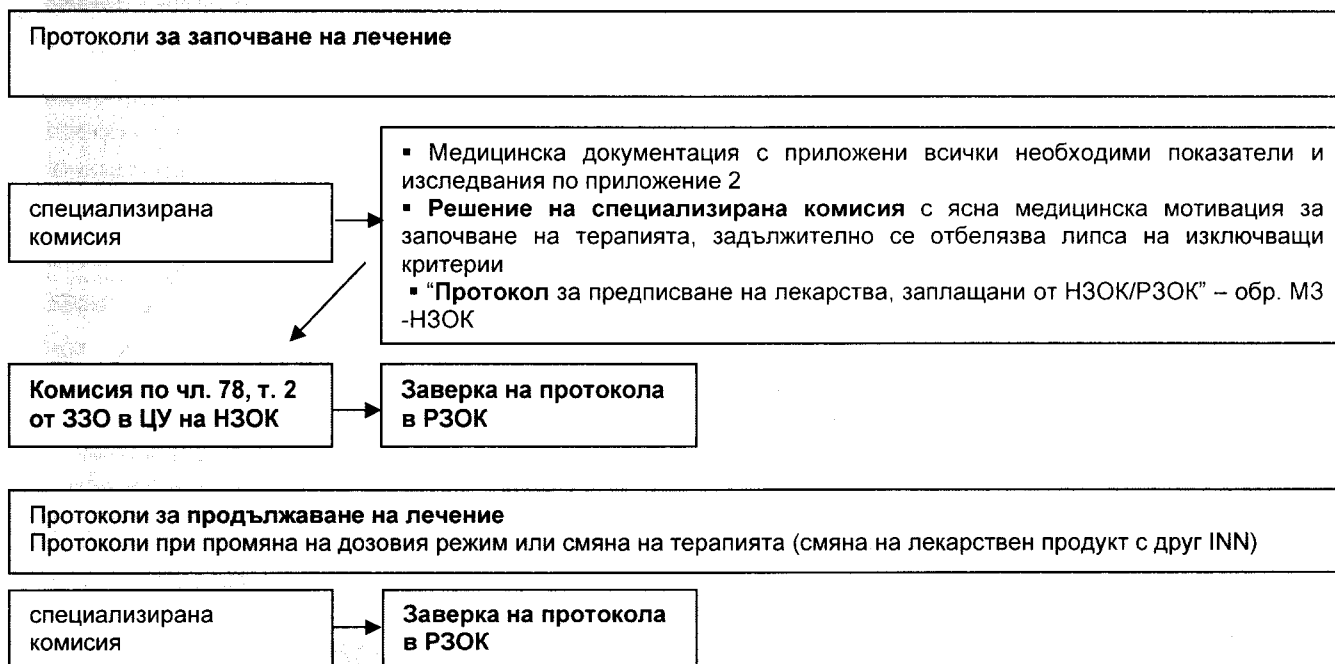 Протоколи за започване на лечение
специализирана
комисия
▪ Медицинска документация с приложени всички необходими показатели и
изследвания по приложение 2
▪ Решение на специализирана комисия с ясна медицинска мотивация за
започване на терапията, задължително се отбелязва липса на изключващи
критерии
▪ “Протокол за предписване на лекарства, заплащани от НЗОК/РЗОК” – обр. МЗ
-НЗОК
Комисия по чл. 78, т. 2
от ЗЗО в ЦУ на НЗОК
Заверка на протокола
в РЗОК
Протоколи за продължаване на лечение
Протоколи при промяна на дозовия режим или смяна на терапията (смяна на лекарствен продукт с друг INN)
специализирана
комисия
Заверка на протокола
в РЗОК